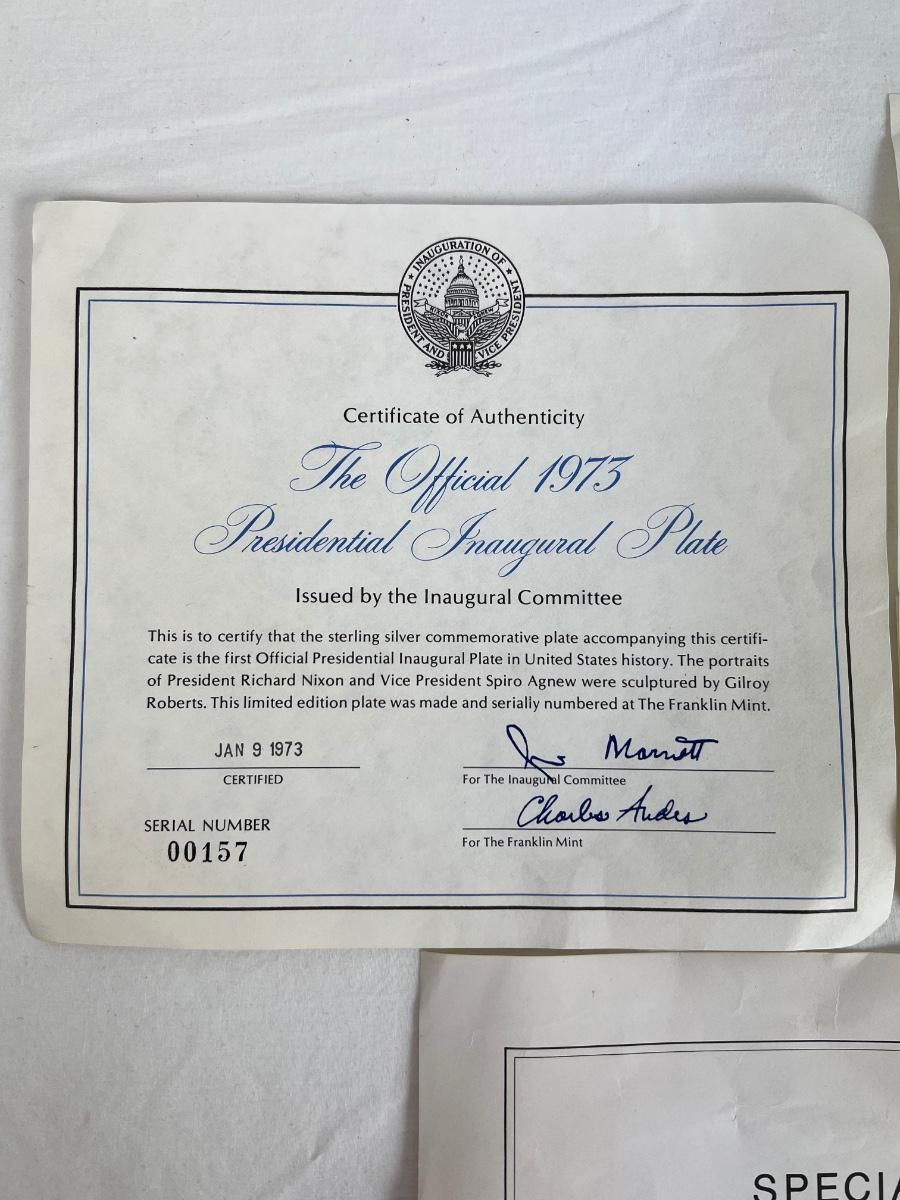 INAUGURATION OF
PRESIDENT AND VICE PRESIDENT
Certificate of Authenticity
The Official 1973
Presidential Inaugural Plate
Issued by the Inaugural Committee
This is to certify that the sterling silver commemorative plate accompanying this certifi-
cate is the first Official Presidential Inaugural Plate in United States history. The portraits
of President Richard Nixon and Vice President Spiro Agnew were sculptured by Gilroy
Roberts. This limited edition plate was made and serially numbered at The Franklin Mint.
JAN 9 1973
CERTIFIED
Marriott
For The Inaugural Committee
SERIAL NUMBER
00157
Charles Andes
For The Franklin Mint
SPECIA